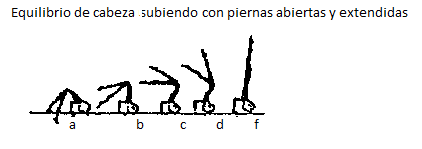 Equilibrio de cabeza subiendo con piernas abiertas y extendidas
a b c d f